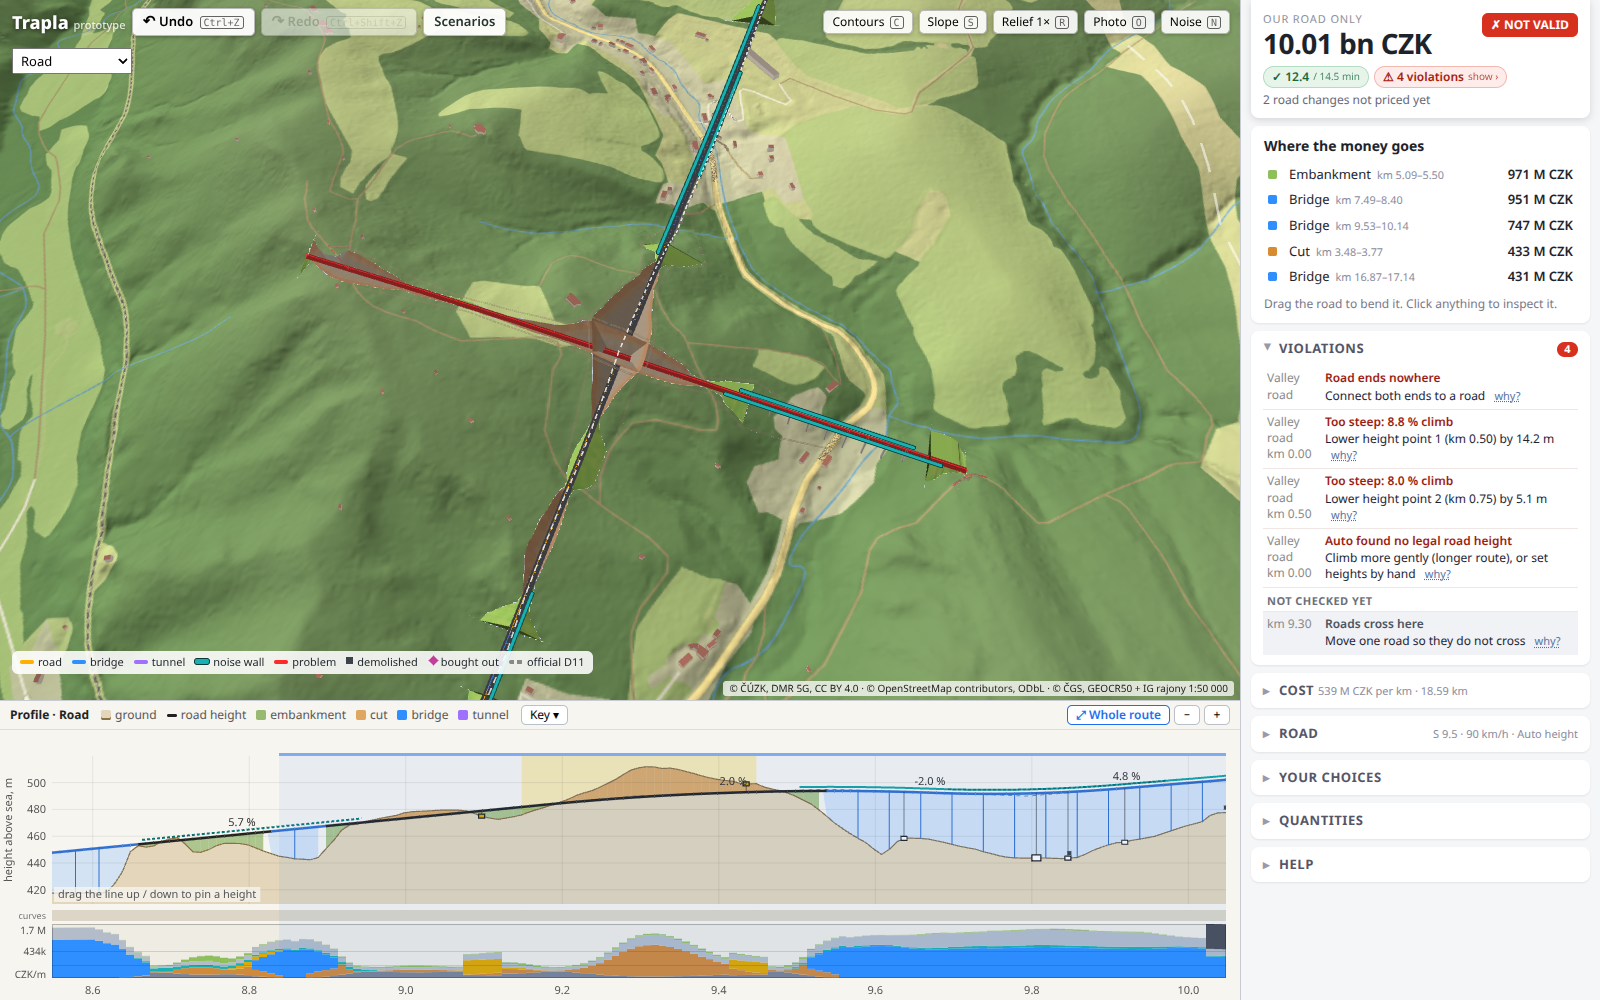 Trapla prototype
↶ Undo Ctrl+Z
↷ Redo Ctrl+Shift+Z
Scenarios
Contours C
Slope S
Relief 1× R
Photo O
Noise N
Road
road
bridge
tunnel
noise wall
problem
demolished
bought out
official D11
© ČÚZK, DMR 5G, CC BY 4.0 · © OpenStreetMap contributors, ODbL · © ČGS, GEOCR50 + IG rajony 1:50 000
OUR ROAD ONLY
10.01 bn CZK
✗ NOT VALID
✓ 12.4 / 14.5 min
⚠ 4 violations show ›
2 road changes not priced yet
Where the money goes
Embankment km 5.09–5.50 971 M CZK
Bridge km 7.49–8.40 951 M CZK
Bridge km 9.53–10.14 747 M CZK
Cut km 3.48–3.77 433 M CZK
Bridge km 16.87–17.14 431 M CZK
Drag the road to bend it. Click anything to inspect it.
▼ VIOLATIONS 4
Valley road
Road ends nowhere
Connect both ends to a road why?
Valley road km 0.00
Too steep: 8.8 % climb
Lower height point 1 (km 0.50) by 14.2 m
why?
Valley road km 0.50
Too steep: 8.0 % climb
Lower height point 2 (km 0.75) by 5.1 m
why?
Valley road km 0.00
Auto found no legal road height
Climb more gently (longer route), or set
heights by hand why?
NOT CHECKED YET
km 9.30 Roads cross here
Move one road so they do not cross why?
▶ COST 539 M CZK per km · 18.59 km
▶ ROAD S 9.5 · 90 km/h · Auto height
▶ YOUR CHOICES
▶ QUANTITIES
▶ HELP
Profile · Road
ground
road height
embankment
cut
bridge
tunnel
Key ▾
⤢ Whole route
−
+
height above sea, m
500
480
460
440
420
5.7 %
2.0 %
-2.0 %
4.8 %
drag the line up / down to pin a height
curves
1.7 M
434k
CZK/m
8.6 8.8 9.0 9.2 9.4 9.6 9.8 10.0